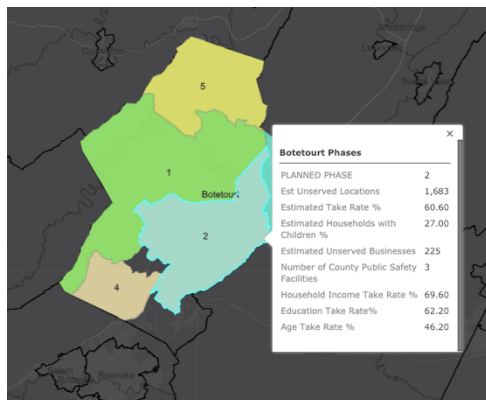 Rockbridge
5
1
Botetourt
2
4
Salem
Roanoke
×
Botetourt Phases
PLANNED PHASE 2
Est Unserved Locations 1,683
Estimated Take Rate % 60.60
Estimated Households with 27.00
Children %
Estimated Unserved Businesses 225
Number of County Public Safety 3
Facilities
Household Income Take Rate % 69.60
Education Take Rate% 62.20
Age Take Rate % 46.20